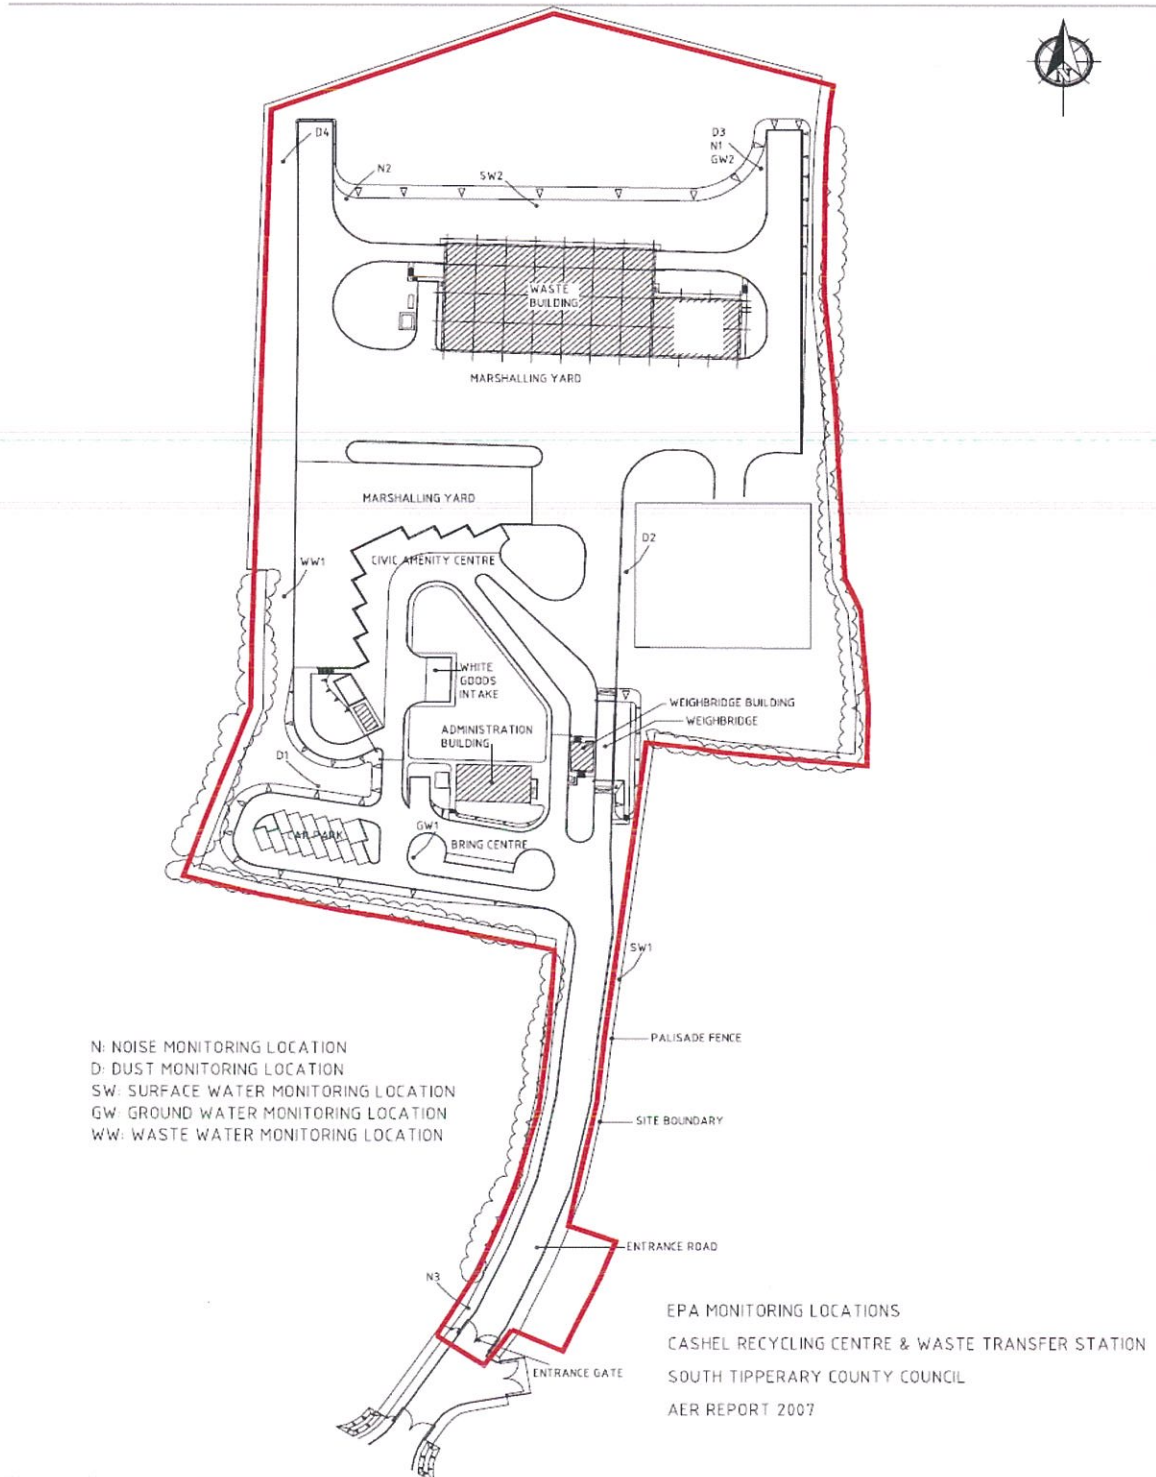 N
D4
D3
N1
GW2
N2
SW2
WASTE
BUILDING
MARSHALLING YARD
MARSHALLING YARD
D2
CIVIC AMENITY CENTRE
WW1
WHITE
GOODS
INTAKE
WEIGHBRIDGE BUILDING
WEIGHBRIDGE
ADMINISTRATION
BUILDING
D1
GW1
CAR PARK
BRING CENTRE
SW1
PALISADE FENCE
N: NOISE MONITORING LOCATION
D: DUST MONITORING LOCATION
SW: SURFACE WATER MONITORING LOCATION
GW: GROUND WATER MONITORING LOCATION
WW: WASTE WATER MONITORING LOCATION
SITE BOUNDARY
ENTRANCE ROAD
N3
ENTRANCE GATE
EPA MONITORING LOCATIONS
CASHEL RECYCLING CENTRE & WASTE TRANSFER STATION
SOUTH TIPPERARY COUNTY COUNCIL
AER REPORT 2007